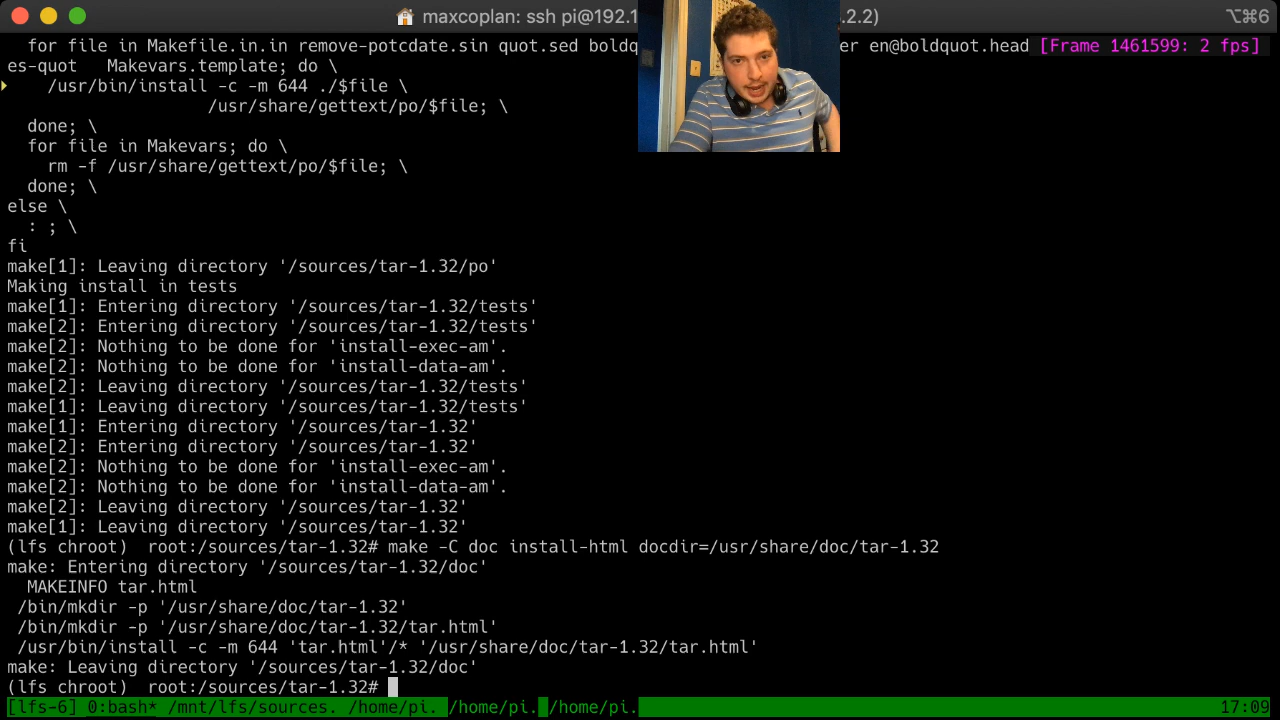 maxcoplan: ssh pi@192.1 .2.2) ⌥⌘6
for file in Makefile.in.in remove-potcdate.sin quot.sed boldq er en@boldquot.head [Frame 1461599: 2 fps]
es-quot   Makevars.template; do \
/usr/bin/install -c -m 644 ./$file \
/usr/share/gettext/po/$file; \
done; \
for file in Makevars; do \
rm -f /usr/share/gettext/po/$file; \
done; \
else \
: ; \
fi
make[1]: Leaving directory '/sources/tar-1.32/po'
Making install in tests
make[1]: Entering directory '/sources/tar-1.32/tests'
make[2]: Entering directory '/sources/tar-1.32/tests'
make[2]: Nothing to be done for 'install-exec-am'.
make[2]: Nothing to be done for 'install-data-am'.
make[2]: Leaving directory '/sources/tar-1.32/tests'
make[1]: Leaving directory '/sources/tar-1.32/tests'
make[1]: Entering directory '/sources/tar-1.32'
make[2]: Entering directory '/sources/tar-1.32'
make[2]: Nothing to be done for 'install-exec-am'.
make[2]: Nothing to be done for 'install-data-am'.
make[2]: Leaving directory '/sources/tar-1.32'
make[1]: Leaving directory '/sources/tar-1.32'
(lfs chroot)  root:/sources/tar-1.32# make -C doc install-html docdir=/usr/share/doc/tar-1.32
make: Entering directory '/sources/tar-1.32/doc'
MAKEINFO tar.html
/bin/mkdir -p '/usr/share/doc/tar-1.32'
/bin/mkdir -p '/usr/share/doc/tar-1.32/tar.html'
/usr/bin/install -c -m 644 'tar.html'/* '/usr/share/doc/tar-1.32/tar.html'
make: Leaving directory '/sources/tar-1.32/doc'
(lfs chroot)  root:/sources/tar-1.32#
[lfs-6] 0:bash* /mnt/lfs/sources. /home/pi. /home/pi. /home/pi. 17:09